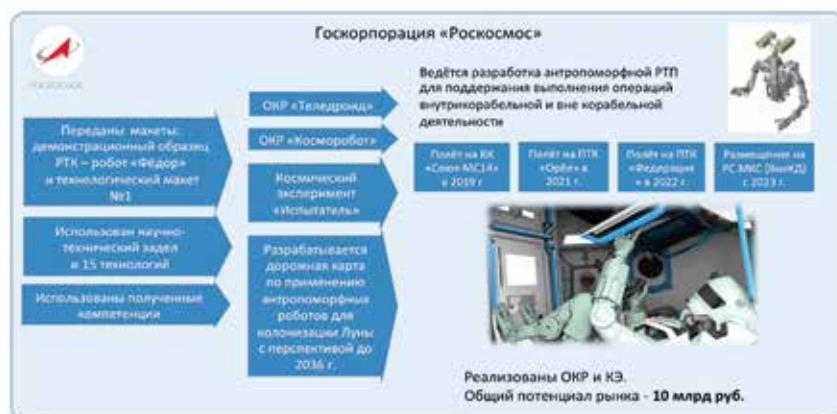 Госкорпорация «Роскосмос»
РОСКОСМОС
Переданы макеты:
демонстрационный образец
РТК – робот «Фёдор»
и технологический макет
№1
Использован научно-
технический задел
и 15 технологий
Использованы полученные
компетенции
ОКР «Теледроид»
ОКР «Косморобот»
Космический
эксперимент
«Испытатель»
Разрабатывается
дорожная карта
по применению
антропоморфных
роботов для
колонизации Луны
с перспективой до
2036 г.
Ведётся разработка антропоморфной РТП
для поддержания выполнения операций
внутрикорабельной и вне корабельной
деятельности
Полёт на КК
«Союз МС14»
в 2019 г
Полёт на ПТК
«Орёл» в
2021 г.
Полёт на ПТК
«Федерация
» в 2022 г.
Размещение на
РС МКС (ВнеКД)
с 2023 г.
Реализованы ОКР и КЭ.
Общий потенциал рынка - 10 млрд руб.